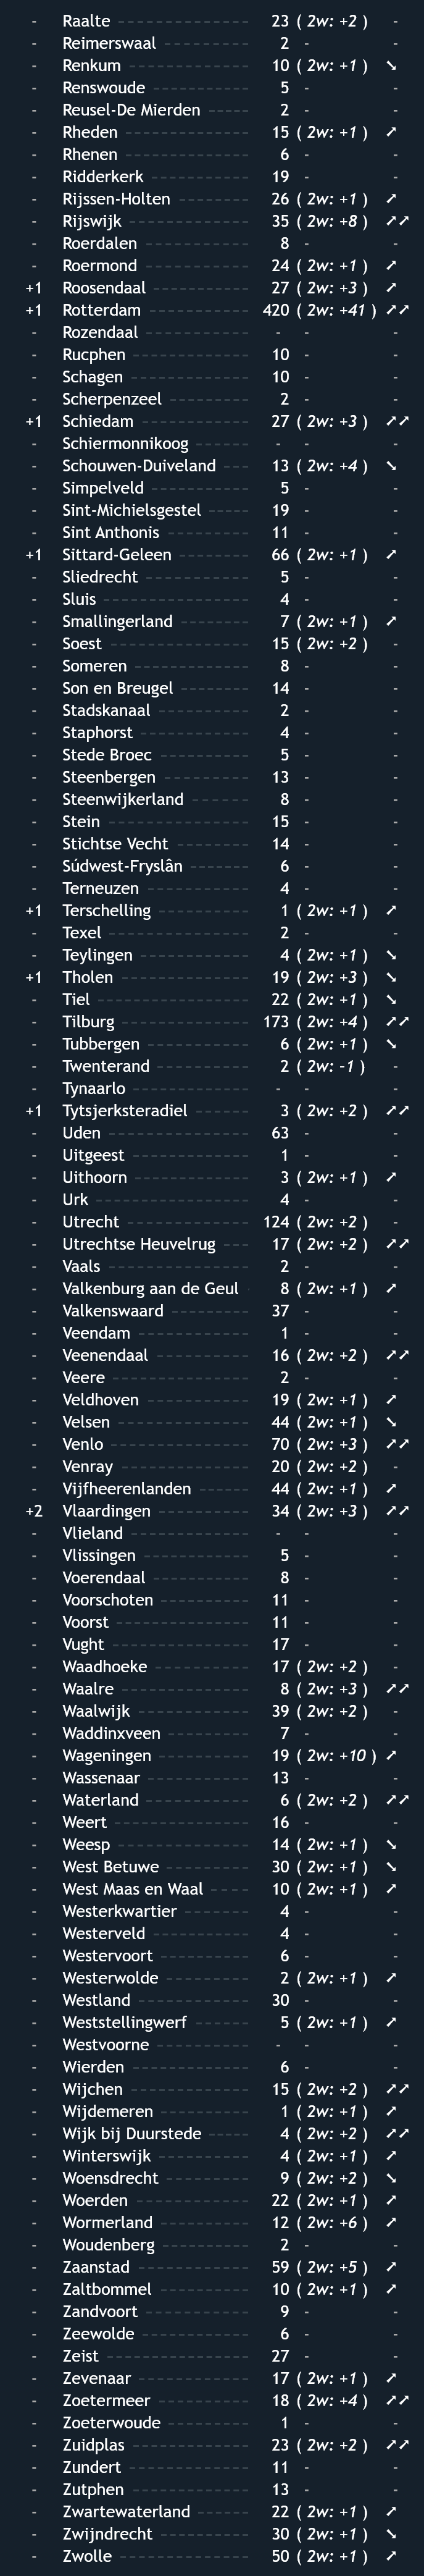 - Raalte 23 ( 2w: +2 ) -
- Reimerswaal 2 - -
- Renkum 10 ( 2w: +1 ) ➘
- Renswoude 5 - -
- Reusel-De Mierden 2 - -
- Rheden 15 ( 2w: +1 ) ➚
- Rhenen 6 - -
- Ridderkerk 19 - -
- Rijssen-Holten 26 ( 2w: +1 ) ➚
- Rijswijk 35 ( 2w: +8 ) ➚➚
- Roerdalen 8 - -
- Roermond 24 ( 2w: +1 ) ➚
+1 Roosendaal 27 ( 2w: +3 ) ➚
+1 Rotterdam 420 ( 2w: +41 ) ➚➚
- Rozendaal - - -
- Rucphen 10 - -
- Schagen 10 - -
- Scherpenzeel 2 - -
+1 Schiedam 27 ( 2w: +3 ) ➚➚
- Schiermonnikoog - - -
- Schouwen-Duiveland 13 ( 2w: +4 ) ➘
- Simpelveld 5 - -
- Sint-Michielsgestel 19 - -
- Sint Anthonis 11 - -
+1 Sittard-Geleen 66 ( 2w: +1 ) ➚
- Sliedrecht 5 - -
- Sluis 4 - -
- Smallingerland 7 ( 2w: +1 ) ➚
- Soest 15 ( 2w: +2 ) -
- Someren 8 - -
- Son en Breugel 14 - -
- Stadskanaal 2 - -
- Staphorst 4 - -
- Stede Broec 5 - -
- Steenbergen 13 - -
- Steenwijkerland 8 - -
- Stein 15 - -
- Stichtse Vecht 14 - -
- Súdwest-Fryslân 6 - -
- Terneuzen 4 - -
+1 Terschelling 1 ( 2w: +1 ) ➚
- Texel 2 - -
- Teylingen 4 ( 2w: +1 ) ➘
+1 Tholen 19 ( 2w: +3 ) ➘
- Tiel 22 ( 2w: +1 ) ➘
- Tilburg 173 ( 2w: +4 ) ➚➚
- Tubbergen 6 ( 2w: +1 ) ➘
- Twenterand 2 ( 2w: -1 ) -
- Tynaarlo - - -
+1 Tytsjerksteradiel 3 ( 2w: +2 ) ➚➚
- Uden 63 - -
- Uitgeest 1 - -
- Uithoorn 3 ( 2w: +1 ) ➚
- Urk 4 - -
- Utrecht 124 ( 2w: +2 ) -
- Utrechtse Heuvelrug 17 ( 2w: +2 ) ➚➚
- Vaals 2 - -
- Valkenburg aan de Geul 8 ( 2w: +1 ) ➚
- Valkenswaard 37 - -
- Veendam 1 - -
- Veenendaal 16 ( 2w: +2 ) ➚➚
- Veere 2 - -
- Veldhoven 19 ( 2w: +1 ) ➚
- Velsen 44 ( 2w: +1 ) ➘
- Venlo 70 ( 2w: +3 ) ➚➚
- Venray 20 ( 2w: +2 ) -
- Vijfheerenlanden 44 ( 2w: +1 ) ➚
+2 Vlaardingen 34 ( 2w: +3 ) ➚➚
- Vlieland - - -
- Vlissingen 5 - -
- Voerendaal 8 - -
- Voorschoten 11 - -
- Voorst 11 - -
- Vught 17 - -
- Waadhoeke 17 ( 2w: +2 ) -
- Waalre 8 ( 2w: +3 ) ➚➚
- Waalwijk 39 ( 2w: +2 ) -
- Waddinxveen 7 - -
- Wageningen 19 ( 2w: +10 ) ➚
- Wassenaar 13 - -
- Waterland 6 ( 2w: +2 ) ➚➚
- Weert 16 - -
- Weesp 14 ( 2w: +1 ) ➘
- West Betuwe 30 ( 2w: +1 ) ➘
- West Maas en Waal 10 ( 2w: +1 ) ➚
- Westerkwartier 4 - -
- Westerveld 4 - -
- Westervoort 6 - -
- Westerwolde 2 ( 2w: +1 ) ➚
- Westland 30 - -
- Weststellingwerf 5 ( 2w: +1 ) ➚
- Westvoorne - - -
- Wierden 6 - -
- Wijchen 15 ( 2w: +2 ) ➚➚
- Wijdemeren 1 ( 2w: +1 ) ➚
- Wijk bij Duurstede 4 ( 2w: +2 ) ➚➚
- Winterswijk 4 ( 2w: +1 ) ➚
- Woensdrecht 9 ( 2w: +2 ) ➘
- Woerden 22 ( 2w: +1 ) ➚
- Wormerland 12 ( 2w: +6 ) ➚
- Woudenberg 2 - -
- Zaanstad 59 ( 2w: +5 ) ➚
- Zaltbommel 10 ( 2w: +1 ) ➚
- Zandvoort 9 - -
- Zeewolde 6 - -
- Zeist 27 - -
- Zevenaar 17 ( 2w: +1 ) ➚
- Zoetermeer 18 ( 2w: +4 ) ➚➚
- Zoeterwoude 1 - -
- Zuidplas 23 ( 2w: +2 ) ➚➚
- Zundert 11 - -
- Zutphen 13 - -
- Zwartewaterland 22 ( 2w: +1 ) ➚
- Zwijndrecht 30 ( 2w: +1 ) ➘
- Zwolle 50 ( 2w: +1 ) ➚